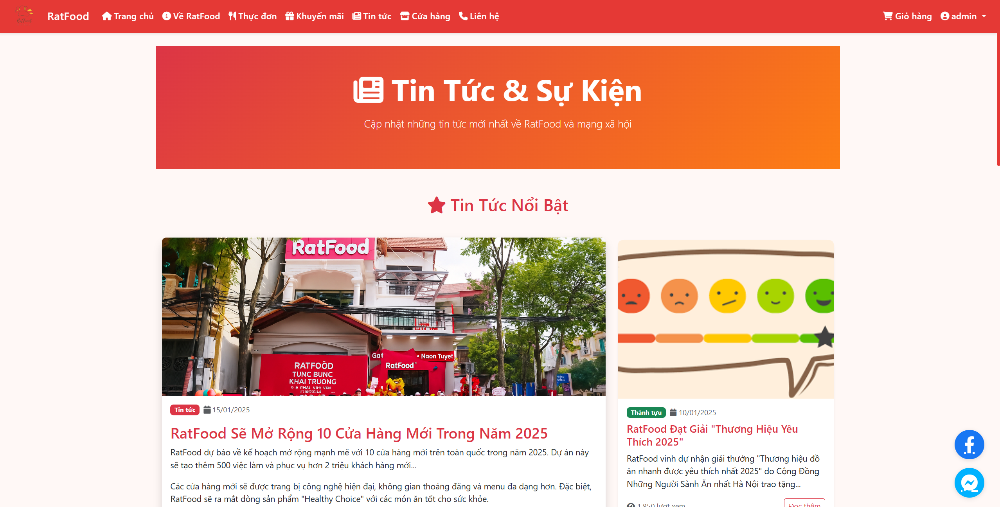 RatFood
RatFood
Trang chủ
Về RatFood
Thực đơn
Khuyến mãi
Tin tức
Cửa hàng
Liên hệ
Giỏ hàng
admin
Tin Tức & Sự Kiện
Cập nhật những tin tức mới nhất về RatFood và mạng xã hội
Tin Tức Nổi Bật
RatFood
Gat
• Naon Tuyet
RatFood
RATFOÓD
TUNC BUNC
KHAI TRUONG
Tin tức
15/01/2025
RatFood Sẽ Mở Rộng 10 Cửa Hàng Mới Trong Năm 2025
RatFood dự báo về kế hoạch mở rộng mạnh mẽ với 10 cửa hàng mới trên toàn quốc trong năm 2025. Dự án này
sẽ tạo thêm 500 việc làm và phục vụ hơn 2 triệu khách hàng mới...
Các cửa hàng mới sẽ được trang bị công nghệ hiện đại, không gian thoáng đãng và menu đa dạng hơn. Đặc biệt,
RatFood sẽ ra mắt dòng sản phẩm "Healthy Choice" với các món ăn tốt cho sức khỏe.
Thành tựu
10/01/2025
RatFood Đạt Giải "Thương Hiệu Yêu
Thích 2025"
RatFood vinh dự nhận giải thưởng "Thương hiệu đồ
ăn nhanh được yêu thích nhất 2025" do Cộng Đồng
Những Người Sành Ăn nhất Hà Nội trao tặng...
1,850 lượt xem
Đọc thêm